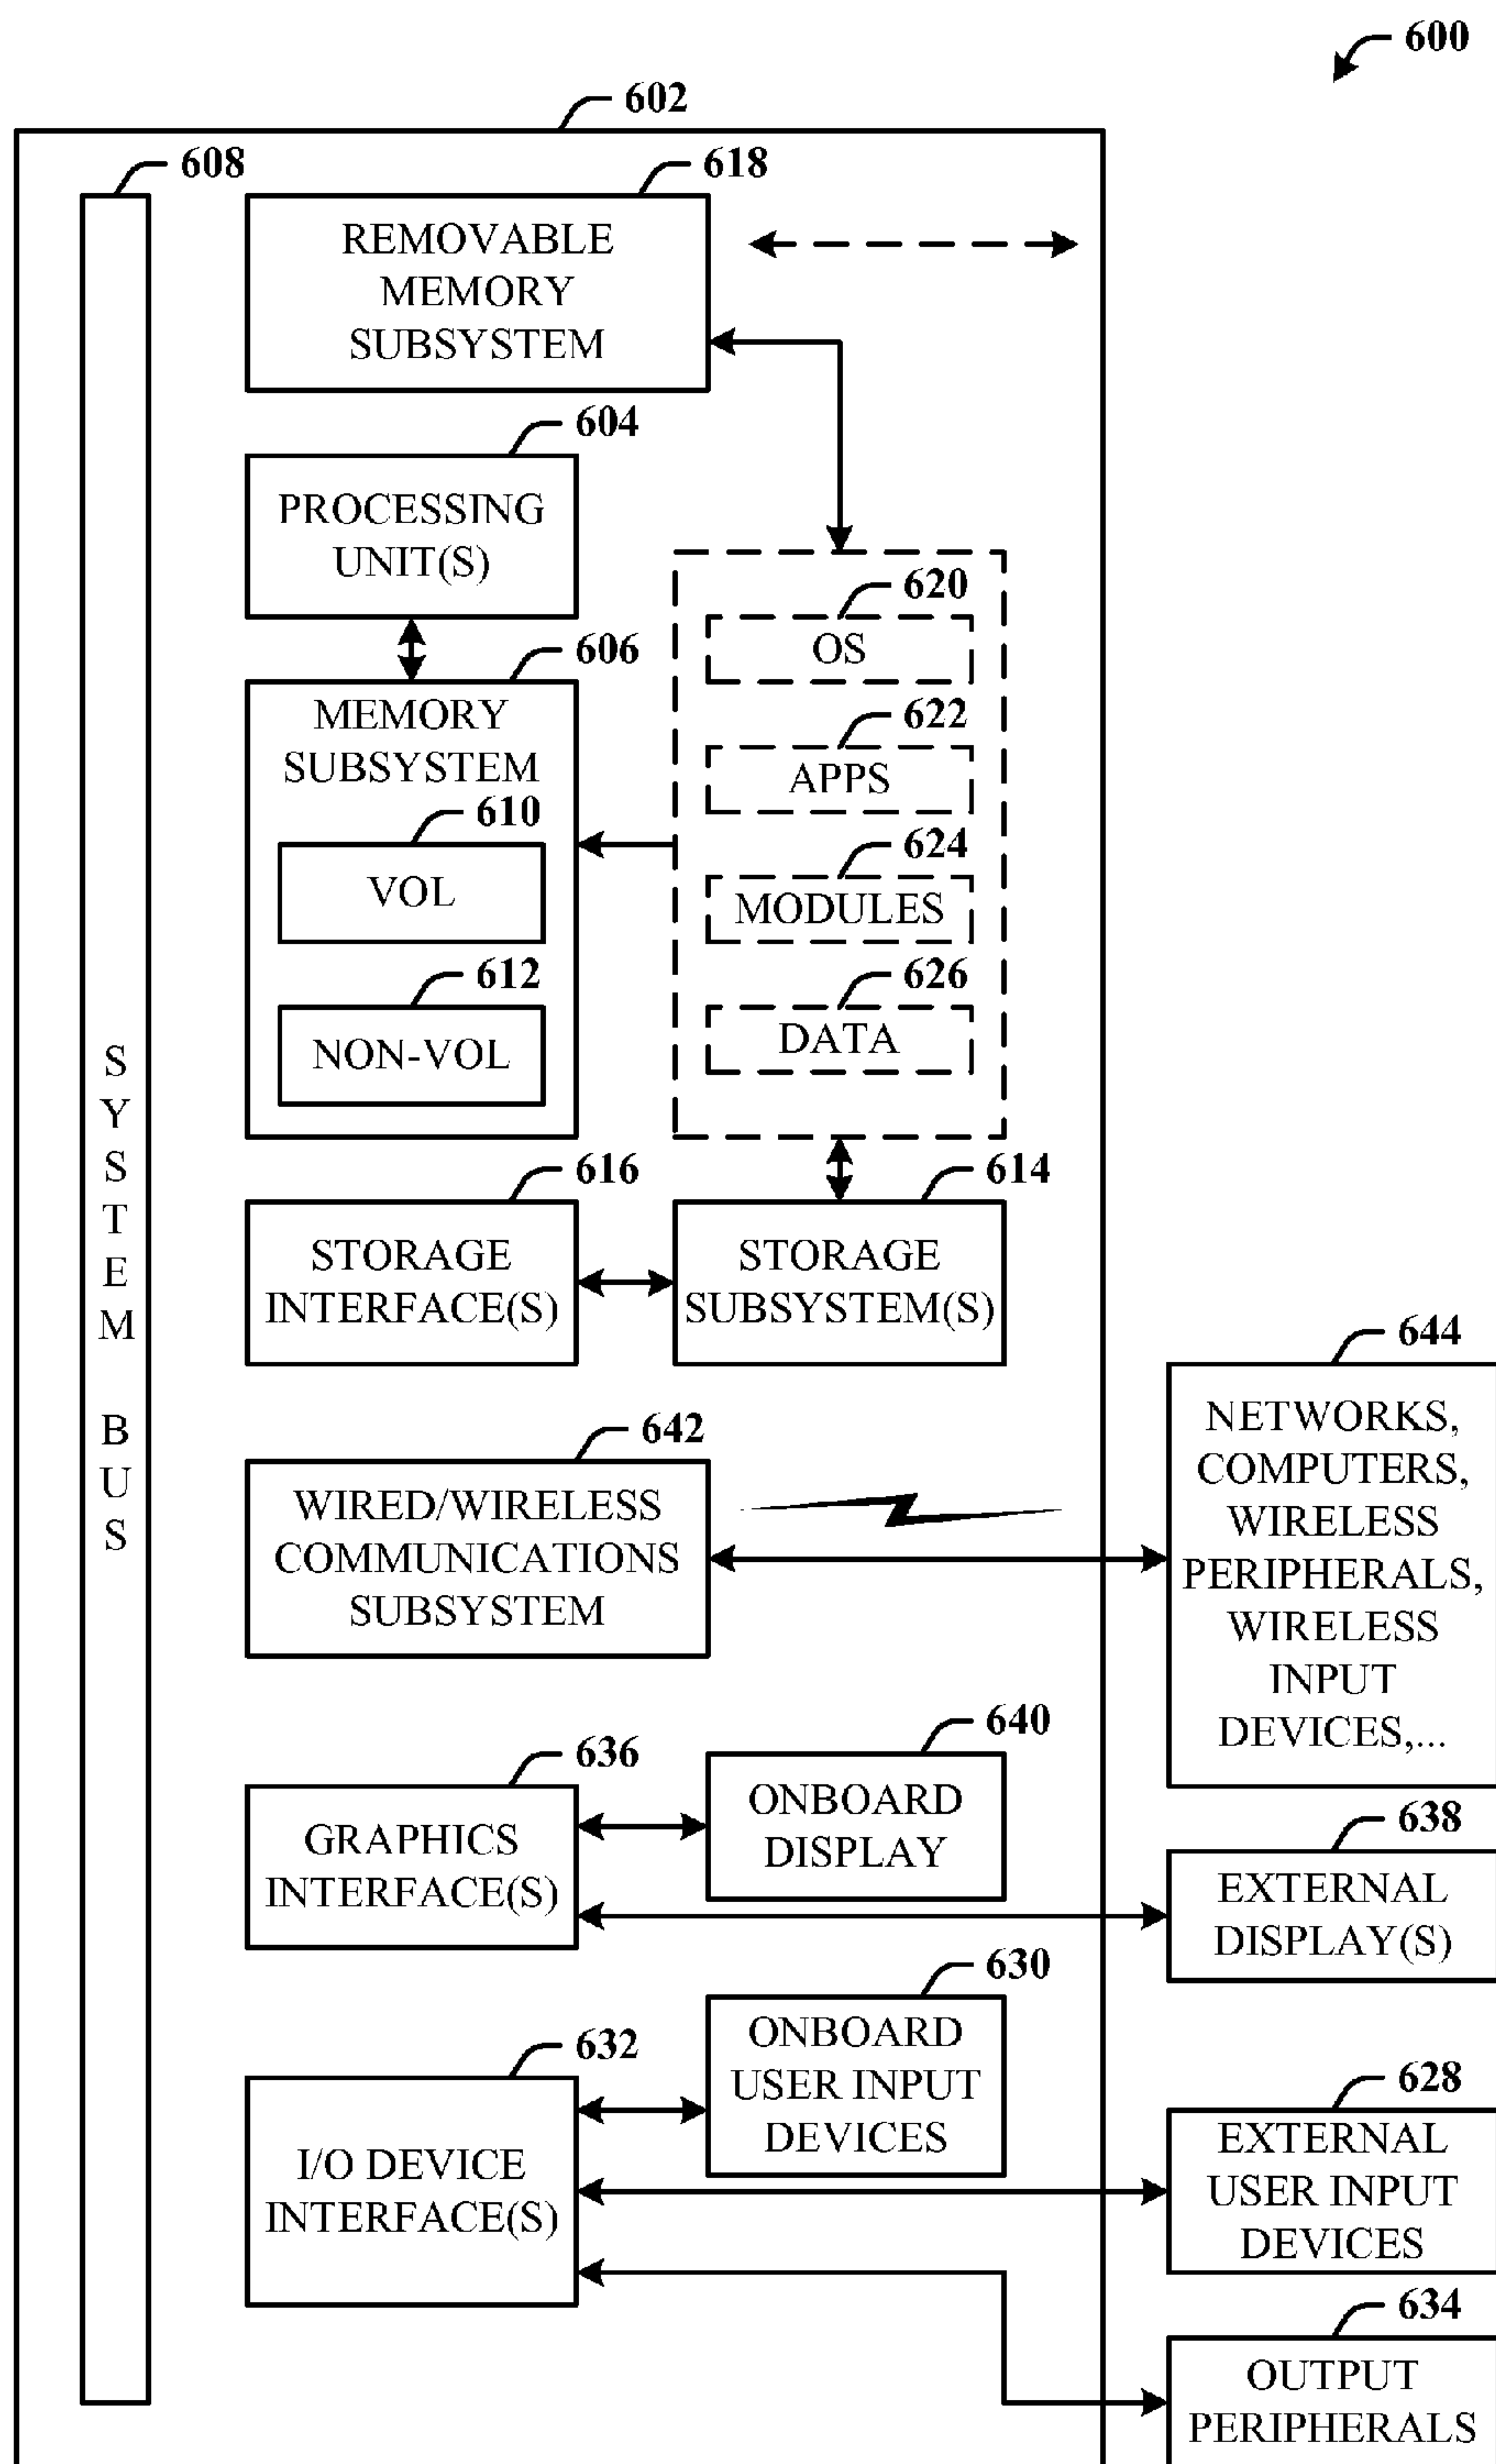 600
602
608
618
REMOVABLE
MEMORY
SUBSYSTEM
604
PROCESSING
UNIT(S)
606
MEMORY
SUBSYSTEM
610
VOL
612
NON-VOL
620
OS
622
APPS
624
MODULES
626
DATA
616
STORAGE
INTERFACE(S)
614
STORAGE
SUBSYSTEM(S)
SYSTEM BUS
642
WIRED/WIRELESS
COMMUNICATIONS
SUBSYSTEM
644
NETWORKS,
COMPUTERS,
WIRELESS
PERIPHERALS,
WIRELESS
INPUT
DEVICES,...
636
GRAPHICS
INTERFACE(S)
640
ONBOARD
DISPLAY
638
EXTERNAL
DISPLAY(S)
632
I/O DEVICE
INTERFACE(S)
630
ONBOARD
USER INPUT
DEVICES
628
EXTERNAL
USER INPUT
DEVICES
634
OUTPUT
PERIPHERALS